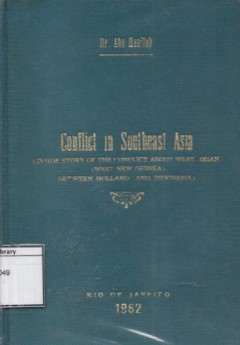 Dr. Abu Hanifah
Conflict in Southeast Asia
(INSIDE STORY OF THE CONFLICT ABOUT WEST IRIAN
(WEST NEW GUINEA)
BETWEEN HOLLAND AND INDONESIA)
RIO DE JANEIRO
1962
library
049